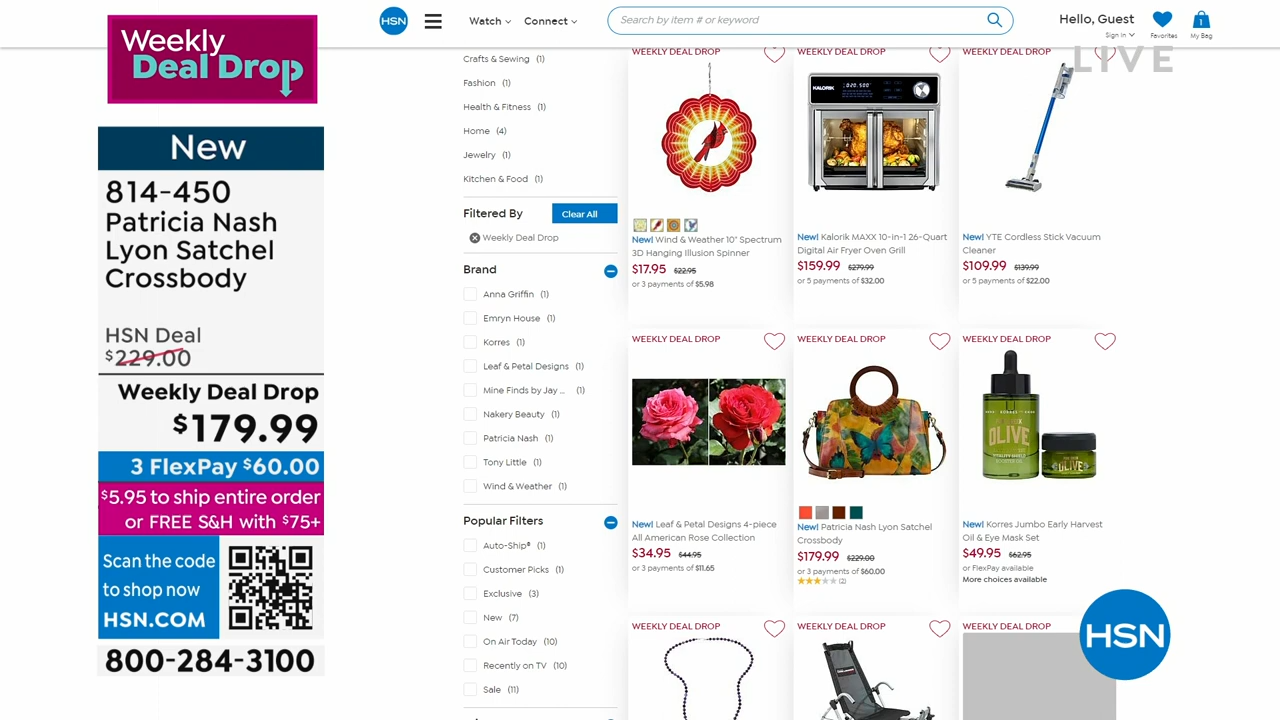 Weekly
Deal Drop
New
814-450
Patricia Nash
Lyon Satchel
Crossbody
HSN Deal
$229.00
Weekly Deal Drop
$179.99
3 FlexPay $60.00
$5.95 to ship entire order
or FREE S&H with $75+
Scan the code
to shop now
HSN.COM
800-284-3100
HSN
Watch
Connect
Search by item # or keyword
Hello, Guest
Sign In
Favorites
1
My Bag
LIVE
Crafts & Sewing (1)
Fashion (1)
Health & Fitness (1)
Home (4)
Jewelry (1)
Kitchen & Food (1)
Filtered By
Clear All
Weekly Deal Drop
Brand
Anna Griffin (1)
Emryn House (1)
Korres (1)
Leaf & Petal Designs (1)
Mine Finds by Jay ... (1)
Nakery Beauty (1)
Patricia Nash (1)
Tony Little (1)
Wind & Weather (1)
Popular Filters
Auto-Ship® (1)
Customer Picks (1)
Exclusive (3)
New (7)
On Air Today (10)
Recently on TV (10)
Sale (11)
WEEKLY DEAL DROP
New! Wind & Weather 10" Spectrum
3D Hanging Illusion Spinner
$17.95 $22.95
or 3 payments of $5.98
WEEKLY DEAL DROP
KALORIK
New! Kalorik MAXX 10-in-1 26-Quart
Digital Air Fryer Oven Grill
$159.99 $279.99
or 5 payments of $32.00
WEEKLY DEAL DROP
New! YTE Cordless Stick Vacuum
Cleaner
$109.99 $139.99
or 5 payments of $22.00
WEEKLY DEAL DROP
New! Leaf & Petal Designs 4-piece
All American Rose Collection
$34.95 $44.95
or 3 payments of $11.65
WEEKLY DEAL DROP
New! Patricia Nash Lyon Satchel
Crossbody
$179.99 $229.00
or 3 payments of $60.00
(2)
WEEKLY DEAL DROP
OLIVE
OLIVE
New! Korres Jumbo Early Harvest
Oil & Eye Mask Set
$49.95 $62.95
or FlexPay available
More choices available
WEEKLY DEAL DROP
WEEKLY DEAL DROP
WEEKLY DEAL DROP
HSN